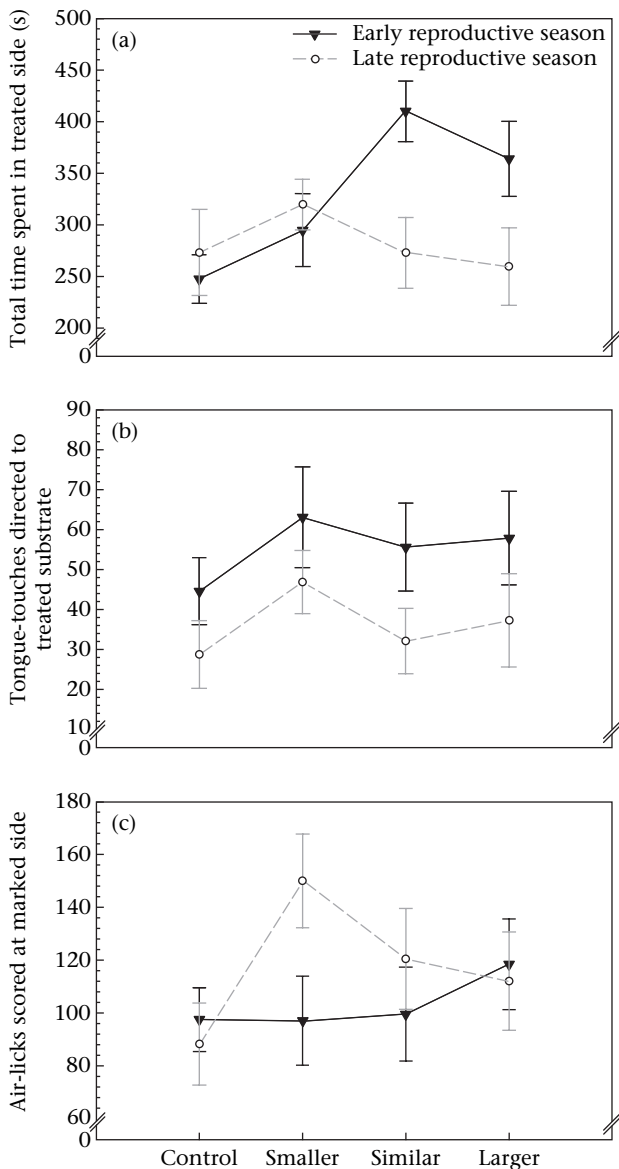 Total time spent in treated side (s)
500
450
400
350
300
250
200
0
(a)
Early reproductive season
Late reproductive season
Tongue-touches directed to
treated substrate
90
80
70
60
50
40
30
20
10
0
(b)
Air-licks scored at marked side
180
160
140
120
100
80
60
0
(c)
Control Smaller Similar Larger